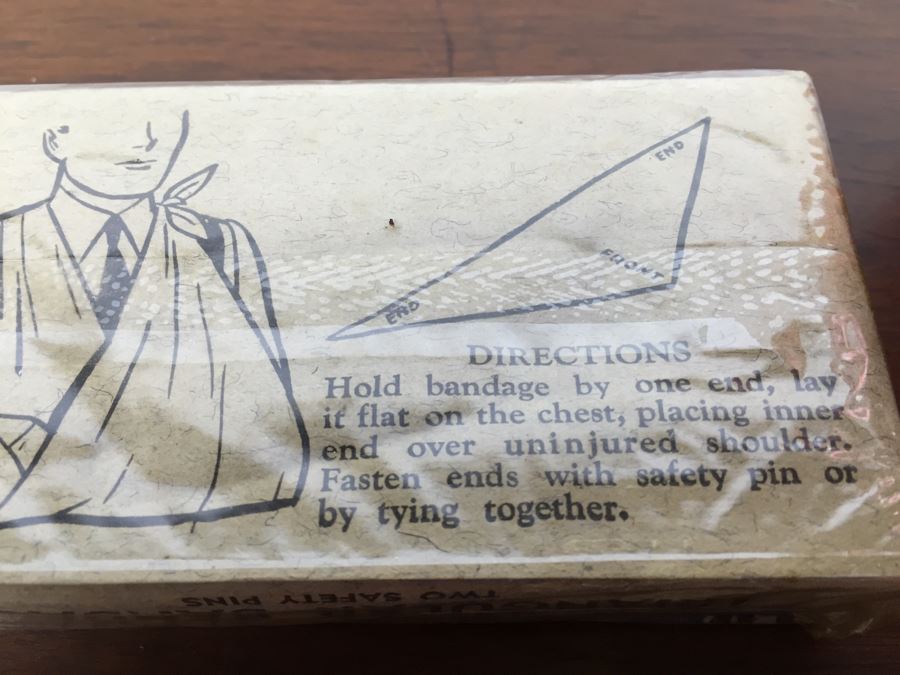 END
FRONT
END
DIRECTIONS
Hold bandage by one end, lay
it flat on the chest, placing inner
end over uninjured shoulder.
Fasten ends with safety pin or
by tying together.
TWO SAFETY PINS